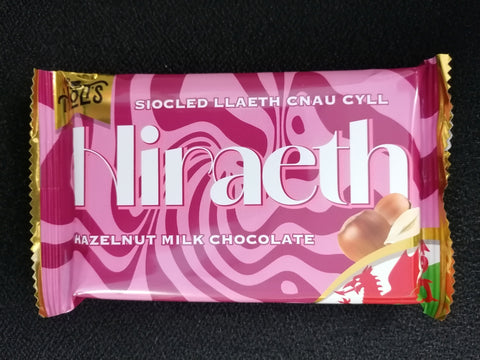 SIOCLED LLAETH CNAU CYLL
Hiraeth
HAZELNUT MILK CHOCOLATE